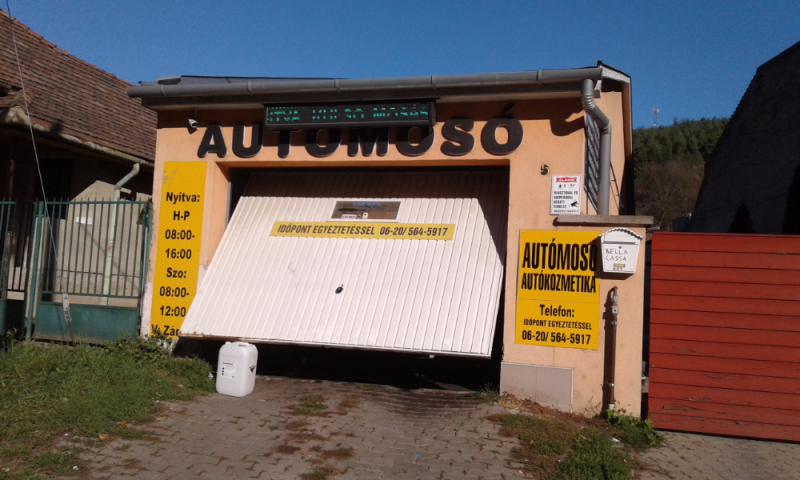 AUTOMOSÓ
Nyitva:
H-P
08:00-
16:00
Szo:
08:00-
12:00
IDŐPONT EGYEZTETÉSSEL 06-20/ 564-5917
AUTÓMOSÓ
AUTÓKOZMETIKA
Telefon:
IDŐPONT EGYEZTETÉSSEL
06-20/ 564-5917
BELLA
CASSA